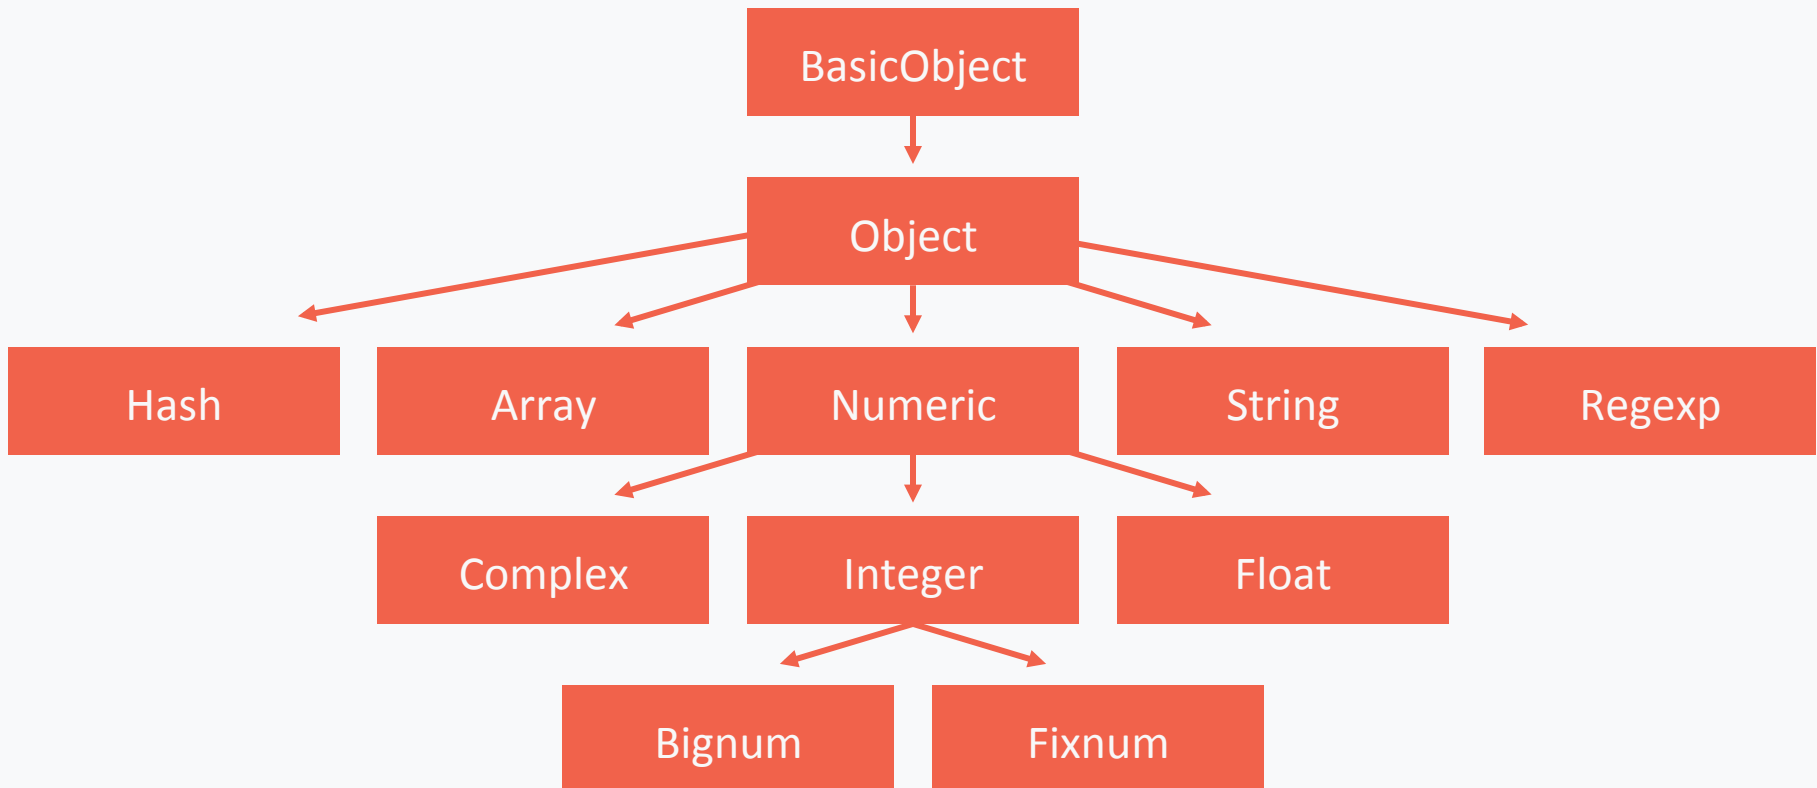 BasicObject
Object
Hash
Array
Numeric
String
Regexp
Complex
Integer
Float
Bignum
Fixnum